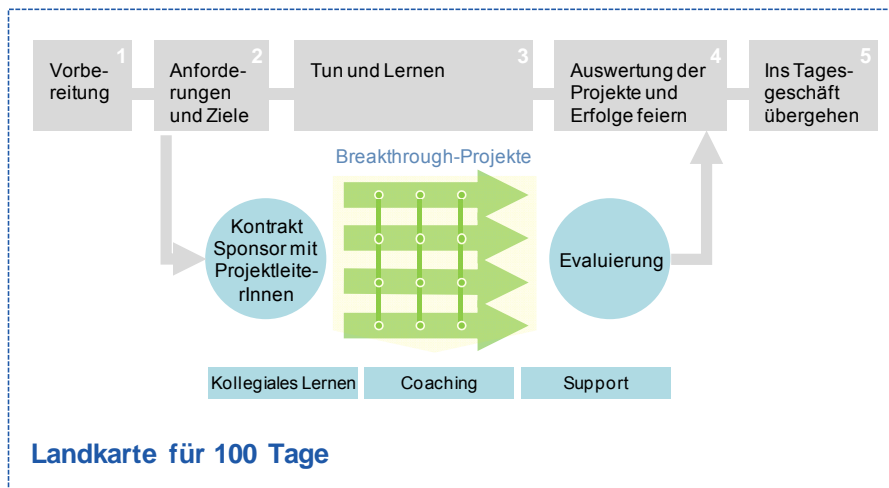 1
Vorbe-
reitung
2
Anforde-
rungen
und Ziele
3
Tun und Lernen
4
Auswertung der
Projekte und
Erfolge feiern
5
Ins Tages-
geschäft
übergehen
Breakthrough-Projekte
Kontrakt
Sponsor mit
Projektleite-
rInnen
Evaluierung
Kollegiales Lernen
Coaching
Support
Landkarte für 100 Tage